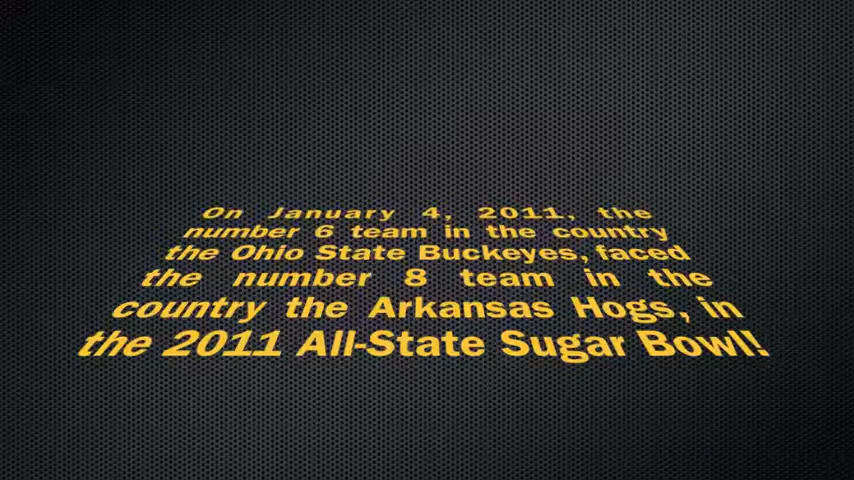 On January 4, 2011, the
number 6 team in the country
the Ohio State Buckeyes, faced
the number 8 team in the
country the Arkansas Hogs, in
the 2011 All-State Sugar Bowl!